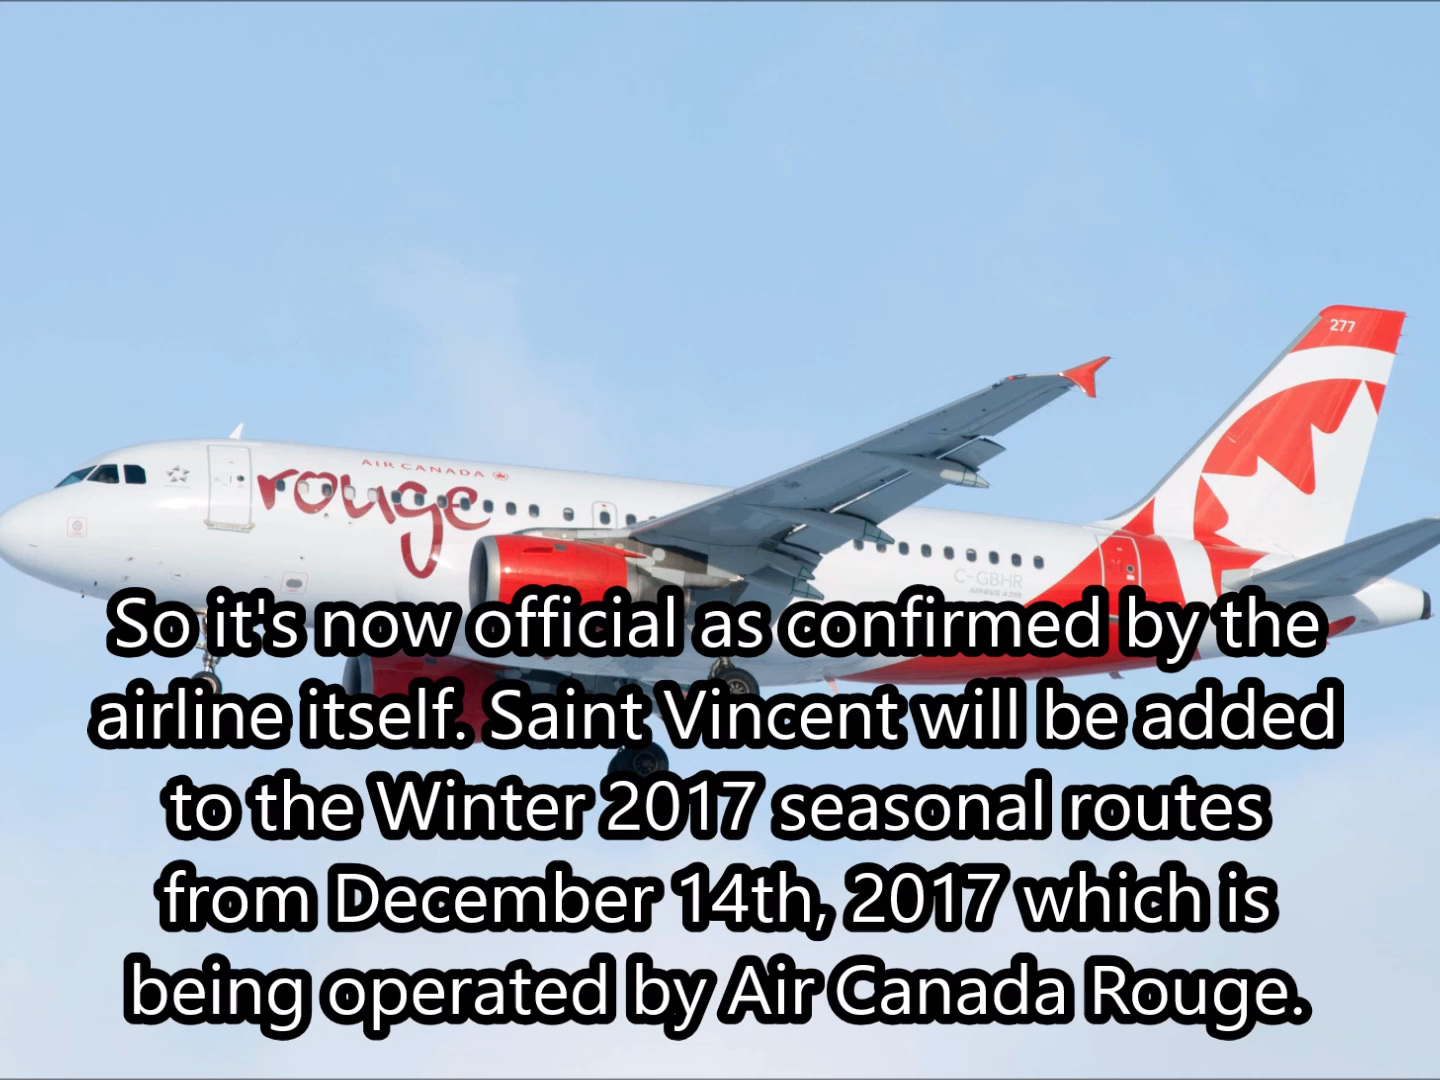 277
AIR CANADA
rouge
C-GBHR
So it's now official as confirmed by the
airline itself. Saint Vincent will be added
to the Winter 2017 seasonal routes
from December 14th, 2017 which is
being operated by Air Canada Rouge.